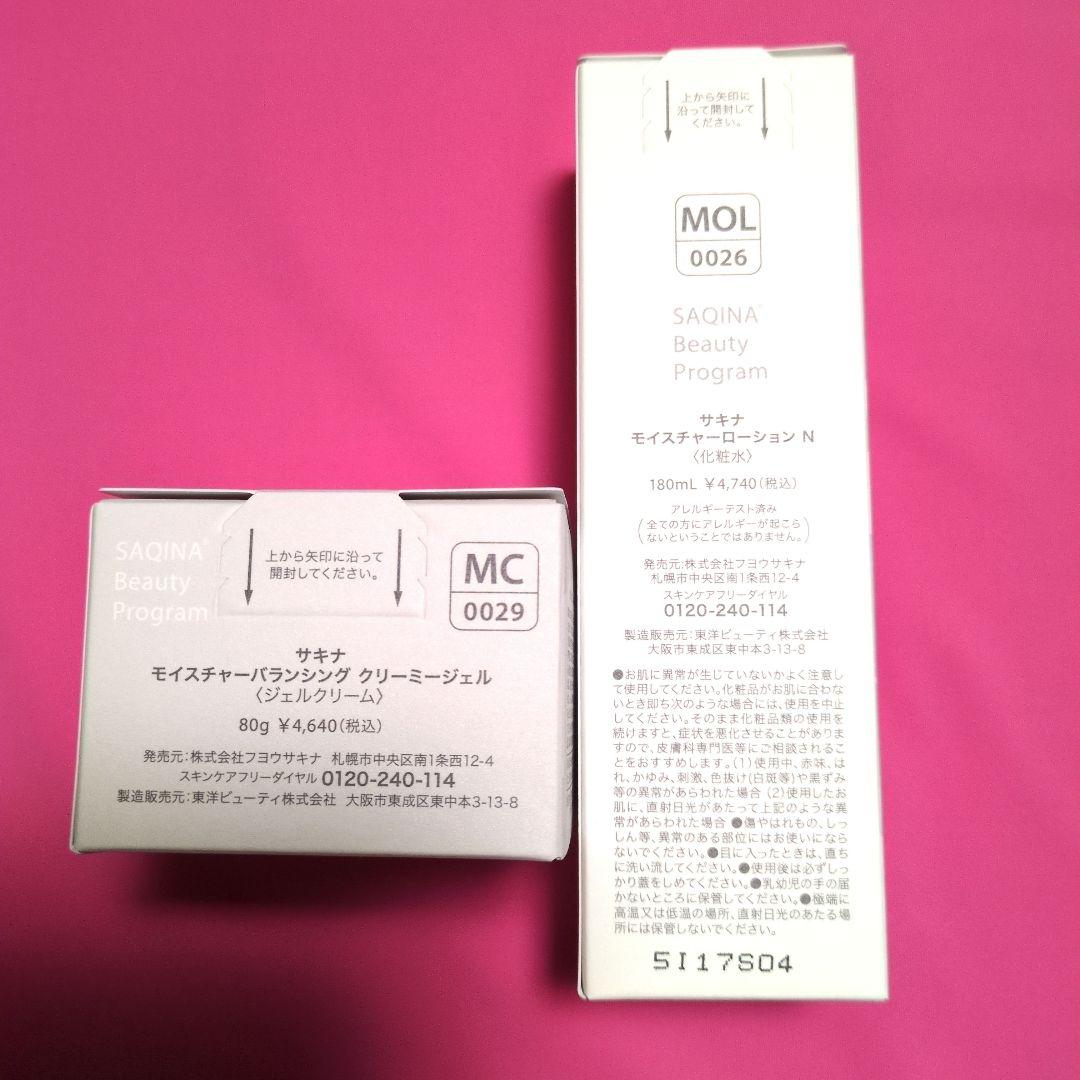 SAQINA®
Beauty
Program
上から矢印に沿って
開封してください。
MC
0029
サキナ
モイスチャーバランシング クリーミージェル
〈ジェルクリーム〉
80g ￥4,640(税込)
発売元:株式会社フヨウサキナ 札幌市中央区南1条西12-4
スキンケアフリーダイヤル 0120-240-114
製造販売元:東洋ビューティ株式会社 大阪市東成区東中本3-13-8
上から矢印に
沿って開封して
ください。
MOL
0026
SAQINA
Beauty
Program
サキナ
モイスチャーローション N
〈化粧水〉
180mL ￥4,740(税込)
アレルギーテスト済み
(全ての方にアレルギーが起こら
ないということではありません。)
発売元:株式会社フヨウサキナ
札幌市中央区南1条西12-4
スキンケアフリーダイヤル
0120-240-114
製造販売元:東洋ビューティ株式会社
大阪市東成区東中本3-13-8
●お肌に異常が生じていないかよく注意し
て使用してください。化粧品がお肌に合わな
いとき即ち次のような場合には、使用を中止
してください。そのまま化粧品類の使用を
続けますと、症状を悪化させることがありま
すので、皮膚科専門医等にご相談されるこ
とをおすすめします。(1)使用中、赤味、は
れ、かゆみ、刺激、色抜け(白斑等)や黒ずみ
等の異常があらわれた場合 (2)使用したお
肌に、直射日光があたって上記のような異
常があらわれた場合 ●傷やはれもの、しっ
しん等、異常のある部位にはお使いになら
ないでください。●目に入ったときは、直ち
に洗い流してください。●使用後は必ずしっ
かり蓋をしめてください。●乳幼児の手の届
かないところに保管してください。●極端に
高温又は低温の場所、直射日光のあたる場
所には保管しないでください。
5I17S04